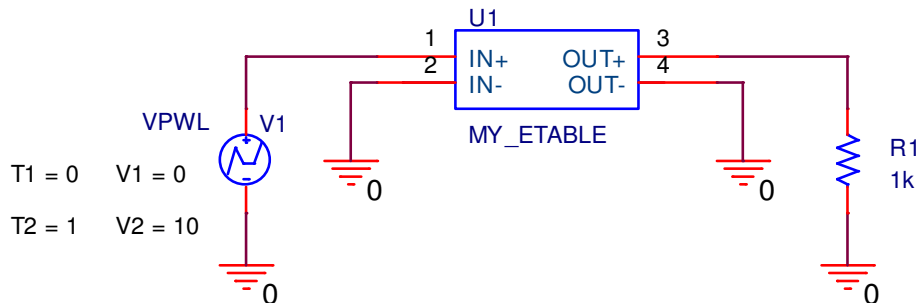 U1
1
3
IN+
OUT+
2
4
IN-
OUT-
VPWL
V1
MY_ETABLE
R1
1k
T1 = 0
V1 = 0
T2 = 1
V2 = 10
0
0
0
0